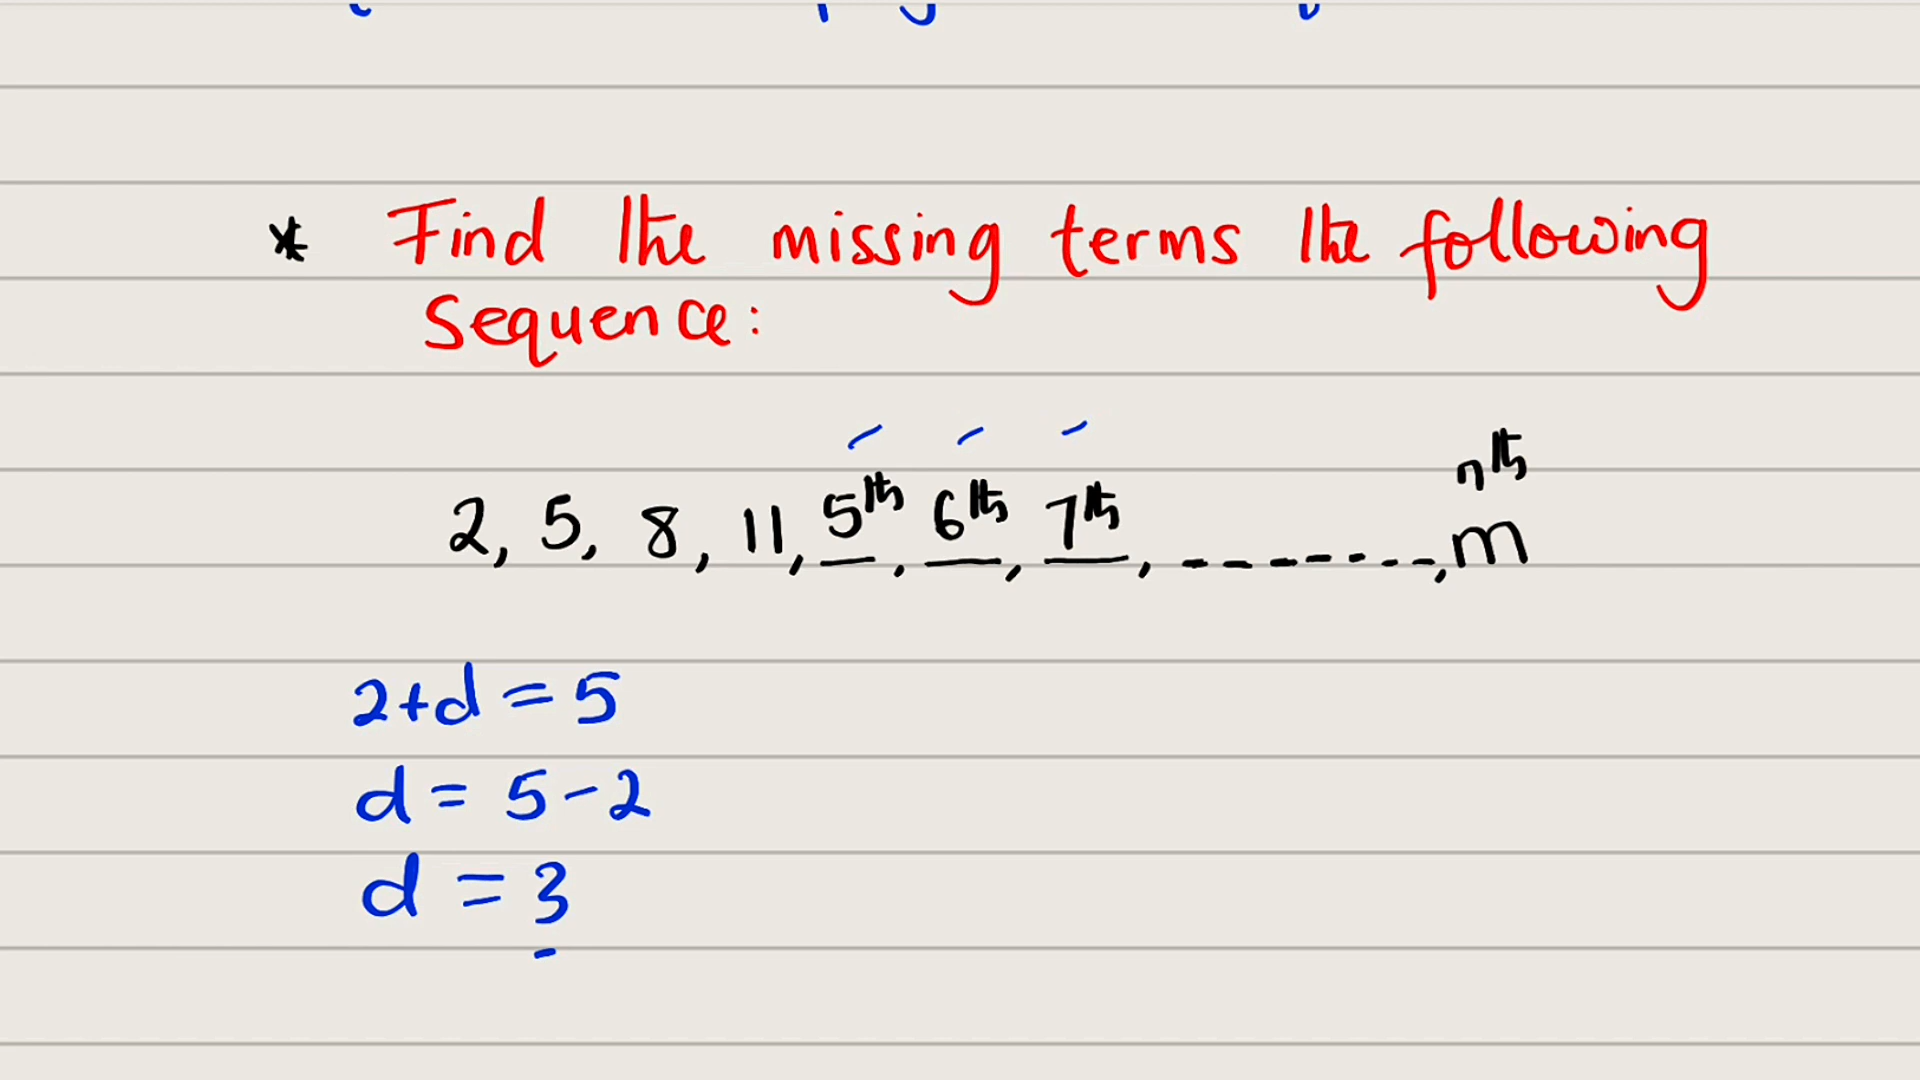 * Find the missing terms the following
Sequence:
nth
2, 5, 8, 11, 5th, 6th, 7th, --------, m
2+d = 5
d = 5-2
d = 3